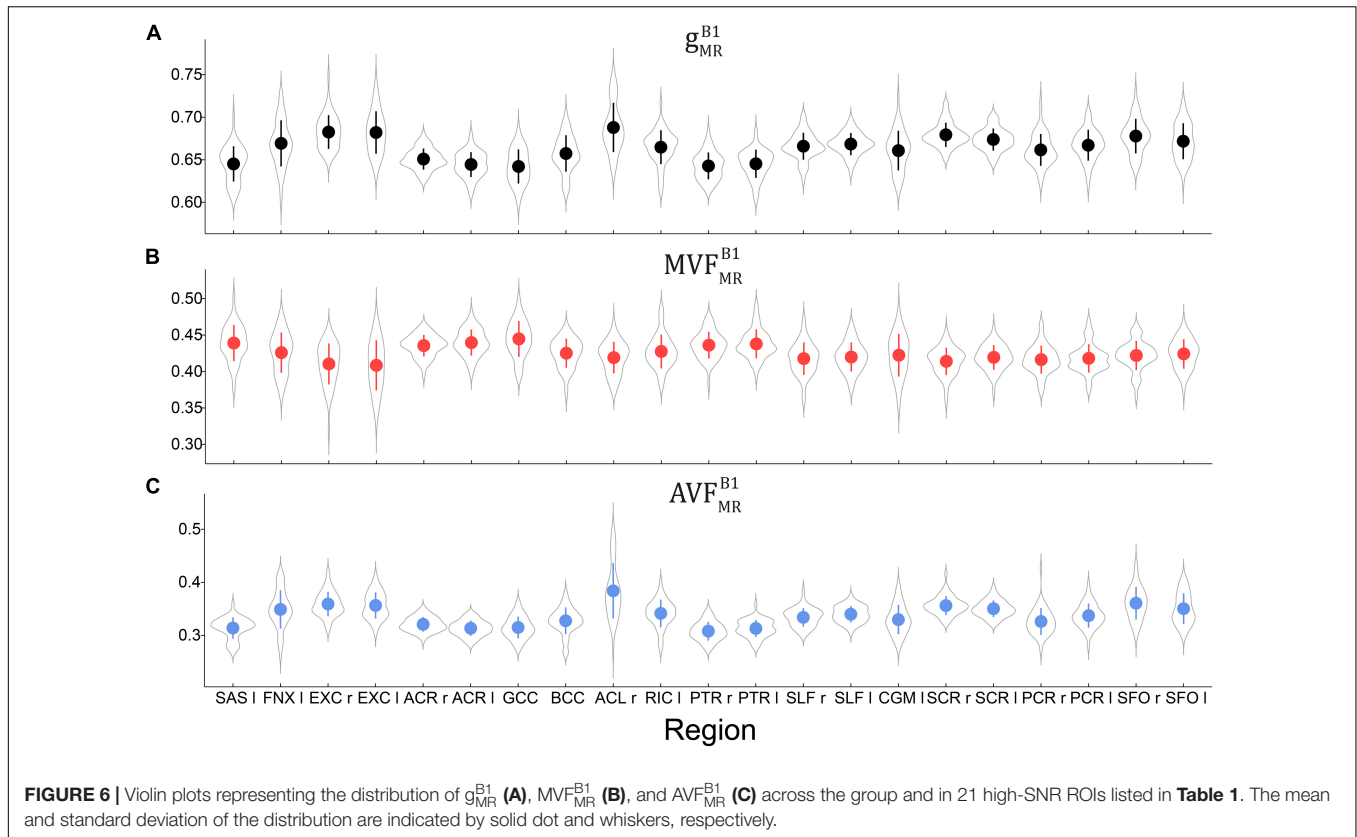 A
g_MR^B1
0.75
0.70
0.65
0.60
B
MVF_MR^B1
0.50
0.45
0.40
0.35
0.30
C
AVF_MR^B1
0.5
0.4
0.3
SAS l FNX l EXC r EXC l ACR r ACR l GCC BCC ACL r RIC l PTR r PTR l SLF r SLF l CGM l SCR r SCR l PCR r PCR l SFO r SFO l
Region
FIGURE 6 | Violin plots representing the distribution of g_MR^B1 (A), MVF_MR^B1 (B), and AVF_MR^B1 (C) across the group and in 21 high-SNR ROIs listed in Table 1. The mean
and standard deviation of the distribution are indicated by solid dot and whiskers, respectively.